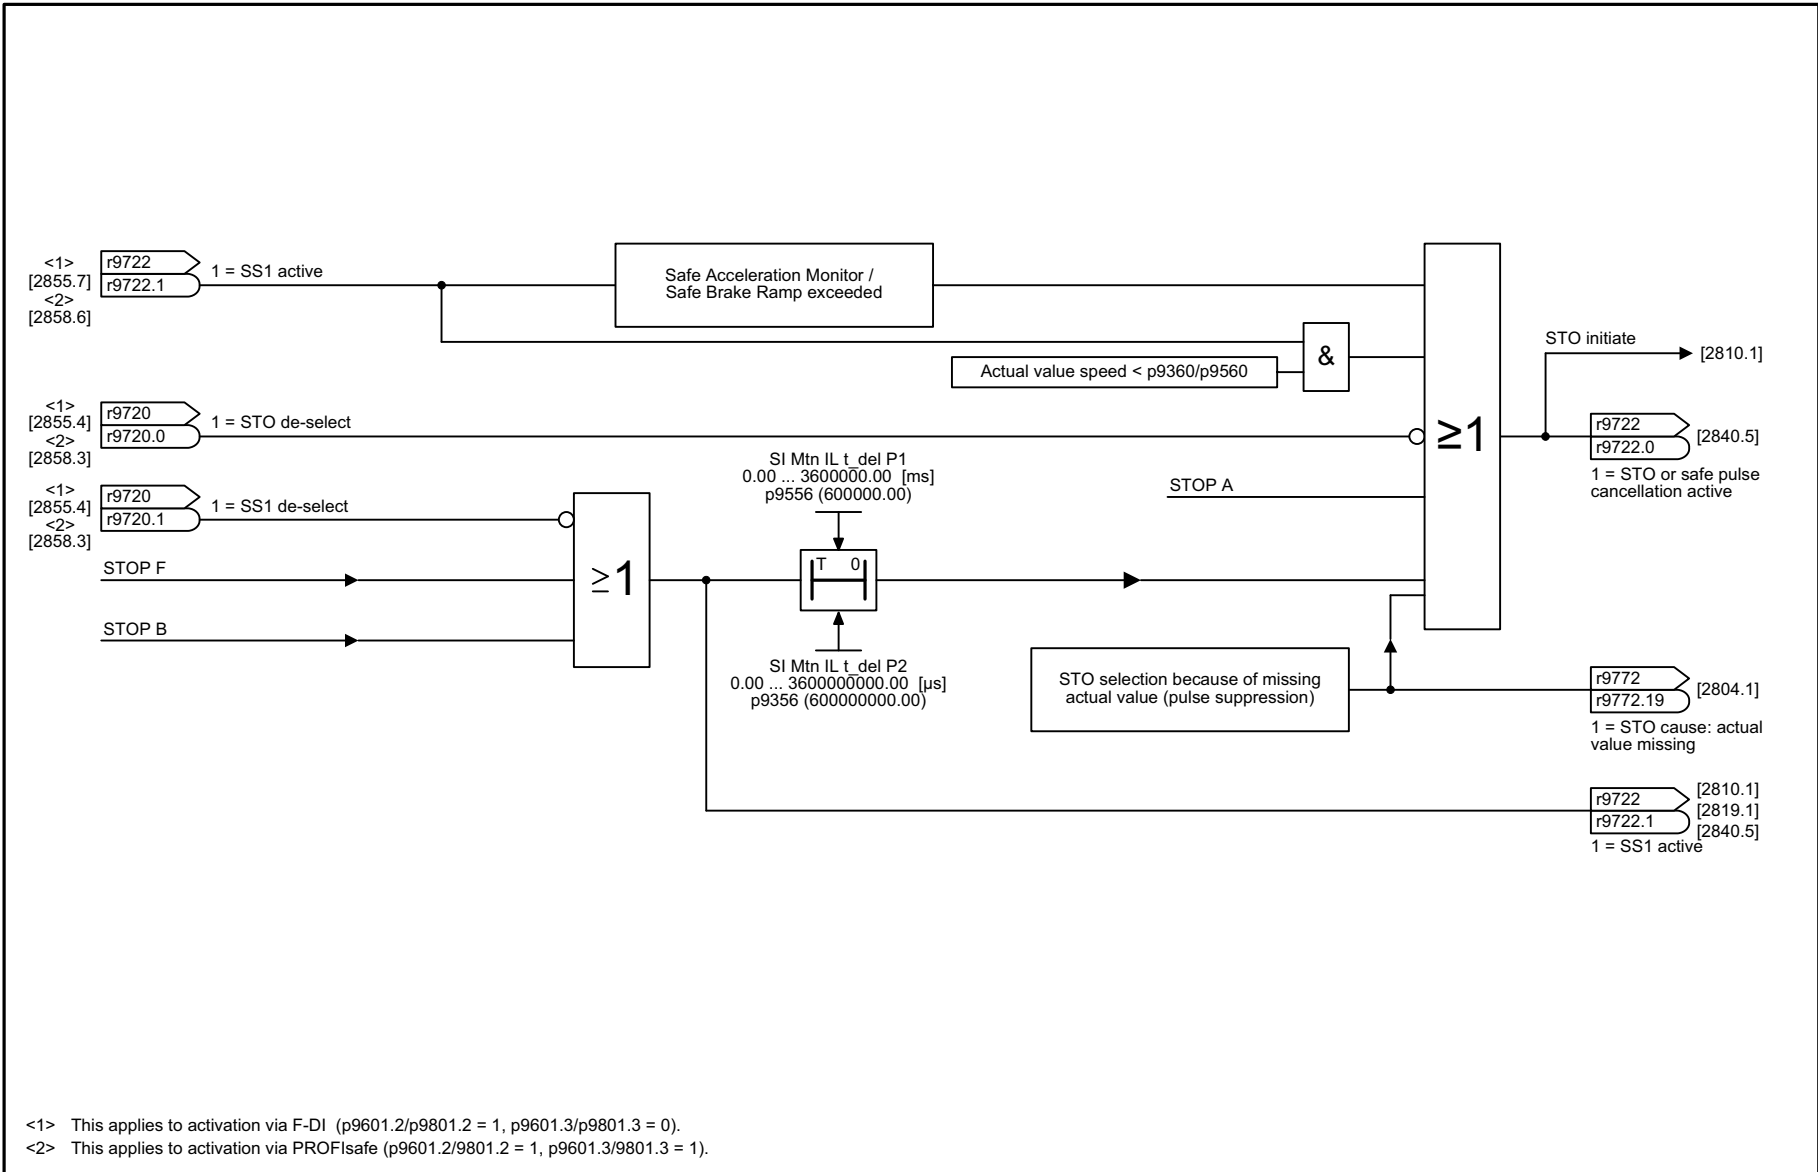 <1>
[2855.7]
<2>
[2858.6]
r9722
r9722.1
1 = SS1 active
Safe Acceleration Monitor /
Safe Brake Ramp exceeded
Actual value speed < p9360/p9560
&
≥1
STO initiate
[2810.1]
<1>
[2855.4]
<2>
[2858.3]
r9720
r9720.0
1 = STO de-select
r9722
r9722.0
[2840.5]
1 = STO or safe pulse
cancellation active
<1>
[2855.4]
<2>
[2858.3]
r9720
r9720.1
1 = SS1 de-select
STOP F
STOP B
≥1
SI Mtn IL t_del P1
0.00 ... 3600000.00 [ms]
p9556 (600000.00)
T 0
SI Mtn IL t_del P2
0.00 ... 3600000000.00 [µs]
p9356 (600000000.00)
STOP A
STO selection because of missing
actual value (pulse suppression)
r9772
r9772.19
[2804.1]
1 = STO cause: actual
value missing
r9722
r9722.1
[2810.1]
[2819.1]
[2840.5]
1 = SS1 active
<1> This applies to activation via F-DI (p9601.2/p9801.2 = 1, p9601.3/p9801.3 = 0).
<2> This applies to activation via PROFIsafe (p9601.2/9801.2 = 1, p9601.3/9801.3 = 1).